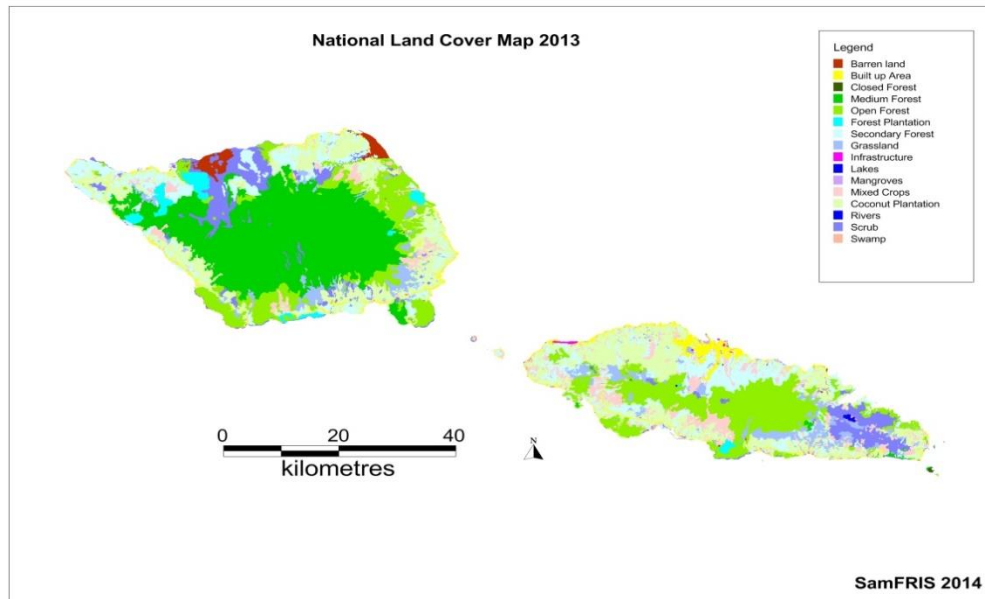 National Land Cover Map 2013
Legend
Barren land
Built up Area
Closed Forest
Medium Forest
Open Forest
Forest Plantation
Secondary Forest
Grassland
Infrastructure
Lakes
Mangroves
Mixed Crops
Coconut Plantation
Rivers
Scrub
Swamp
0 20 40
kilometres
N
SamFRIS 2014